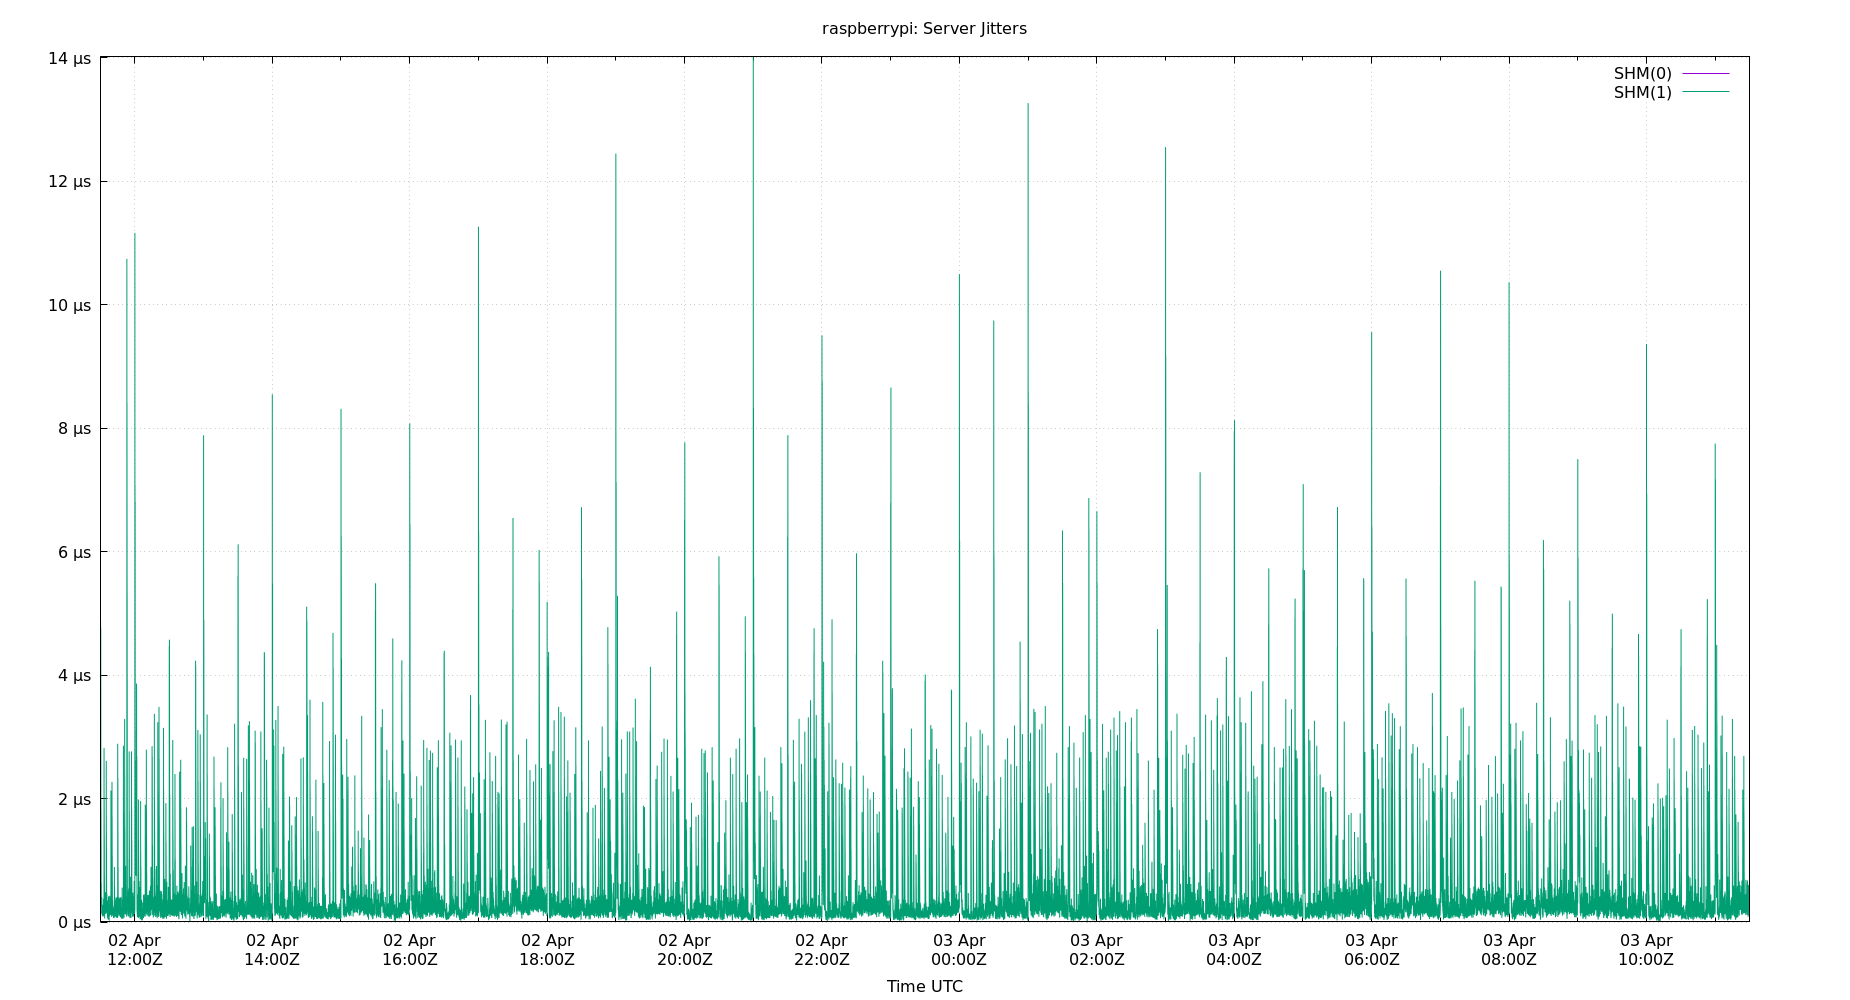 raspberrypi: Server Jitters
SHM(0)
SHM(1)
14 µs
12 µs
10 µs
8 µs
6 µs
4 µs
2 µs
0 µs
02 Apr 02 Apr 02 Apr 02 Apr 02 Apr 02 Apr 03 Apr 03 Apr 03 Apr 03 Apr 03 Apr 03 Apr
12:00Z 14:00Z 16:00Z 18:00Z 20:00Z 22:00Z 00:00Z 02:00Z 04:00Z 06:00Z 08:00Z 10:00Z
Time UTC